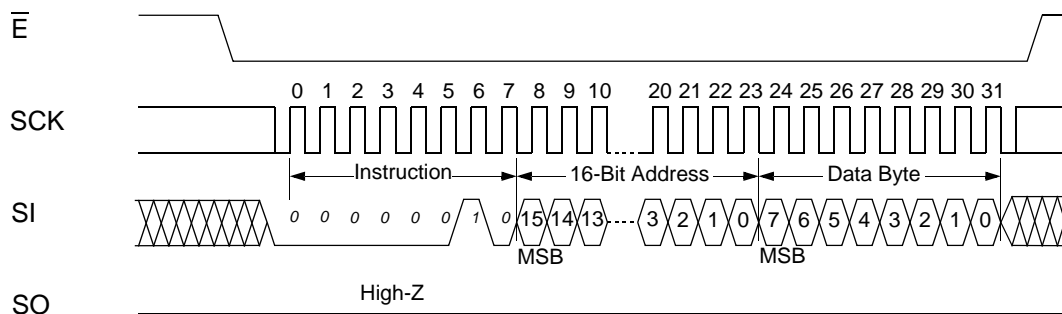 E
SCK
0 1 2 3 4 5 6 7 8 9 10 20 21 22 23 24 25 26 27 28 29 30 31
Instruction 16-Bit Address Data Byte
SI
0 0 0 0 0 0 1 0 15 14 13 3 2 1 0 7 6 5 4 3 2 1 0
MSB MSB
High-Z
SO